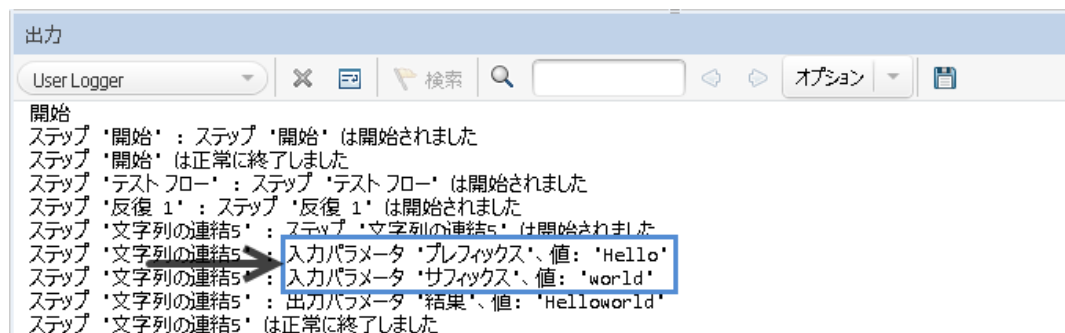 出力
User Logger
検索
オプション
開始
ステップ '開始' : ステップ '開始' は開始されました
ステップ '開始' は正常に終了しました
ステップ 'テスト フロー' : ステップ 'テスト フロー' は開始されました
ステップ '反復 1' : ステップ '反復 1' は開始されました
ステップ '文字列の連結5' : ステップ '文字列の連結5' は開始されました
ステップ '文字列の連結5' : 入力パラメータ 'プレフィックス'、値: 'Hello'
ステップ '文字列の連結5' : 入力パラメータ 'サフィックス'、値: 'world'
ステップ '文字列の連結5' : 出力パラメータ '結果'、値: 'Helloworld'
ステップ '文字列の連結5' は正常に終了しました